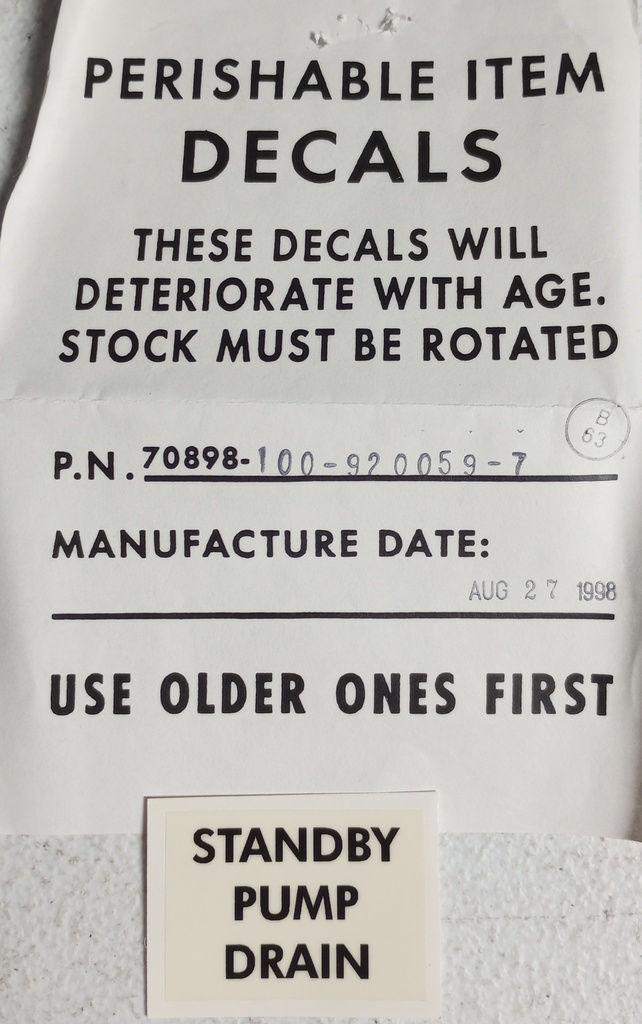 PERISHABLE ITEM
DECALS
THESE DECALS WILL
DETERIORATE WITH AGE.
STOCK MUST BE ROTATED
B
63
P.N. 70898-100-920059-7
MANUFACTURE DATE:
AUG 27 1998
USE OLDER ONES FIRST
STANDBY
PUMP
DRAIN